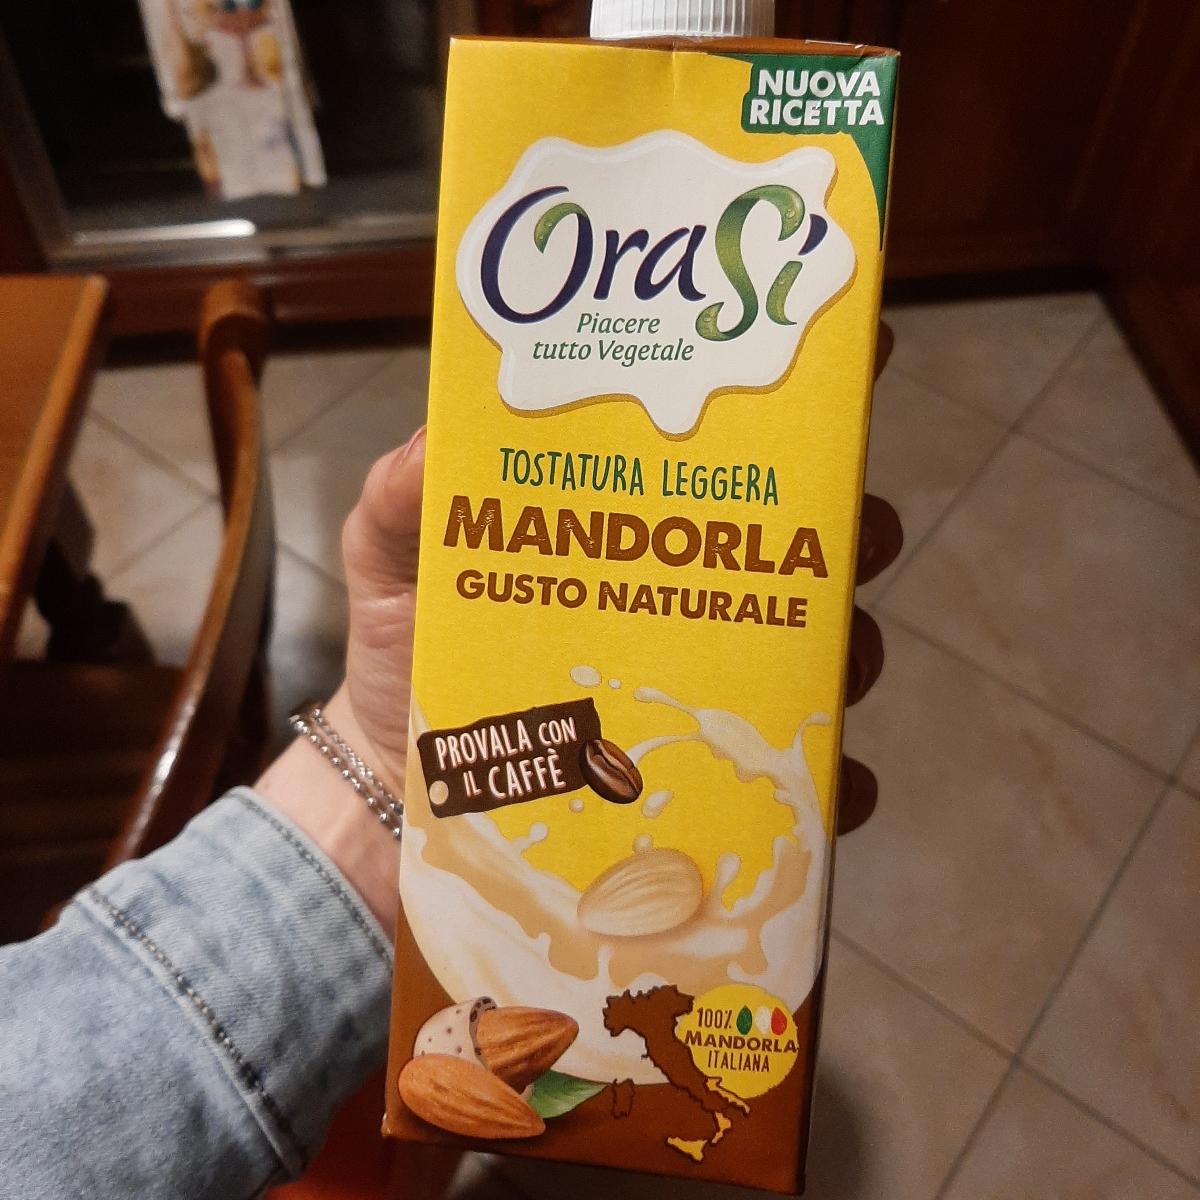 NUOVA
RICETTA
OraSì
Piacere
tutto Vegetale
TOSTATURA LEGGERA
MANDORLA
GUSTO NATURALE
PROVALA CON
IL CAFFÈ
100%
MANDORLA
ITALIANA